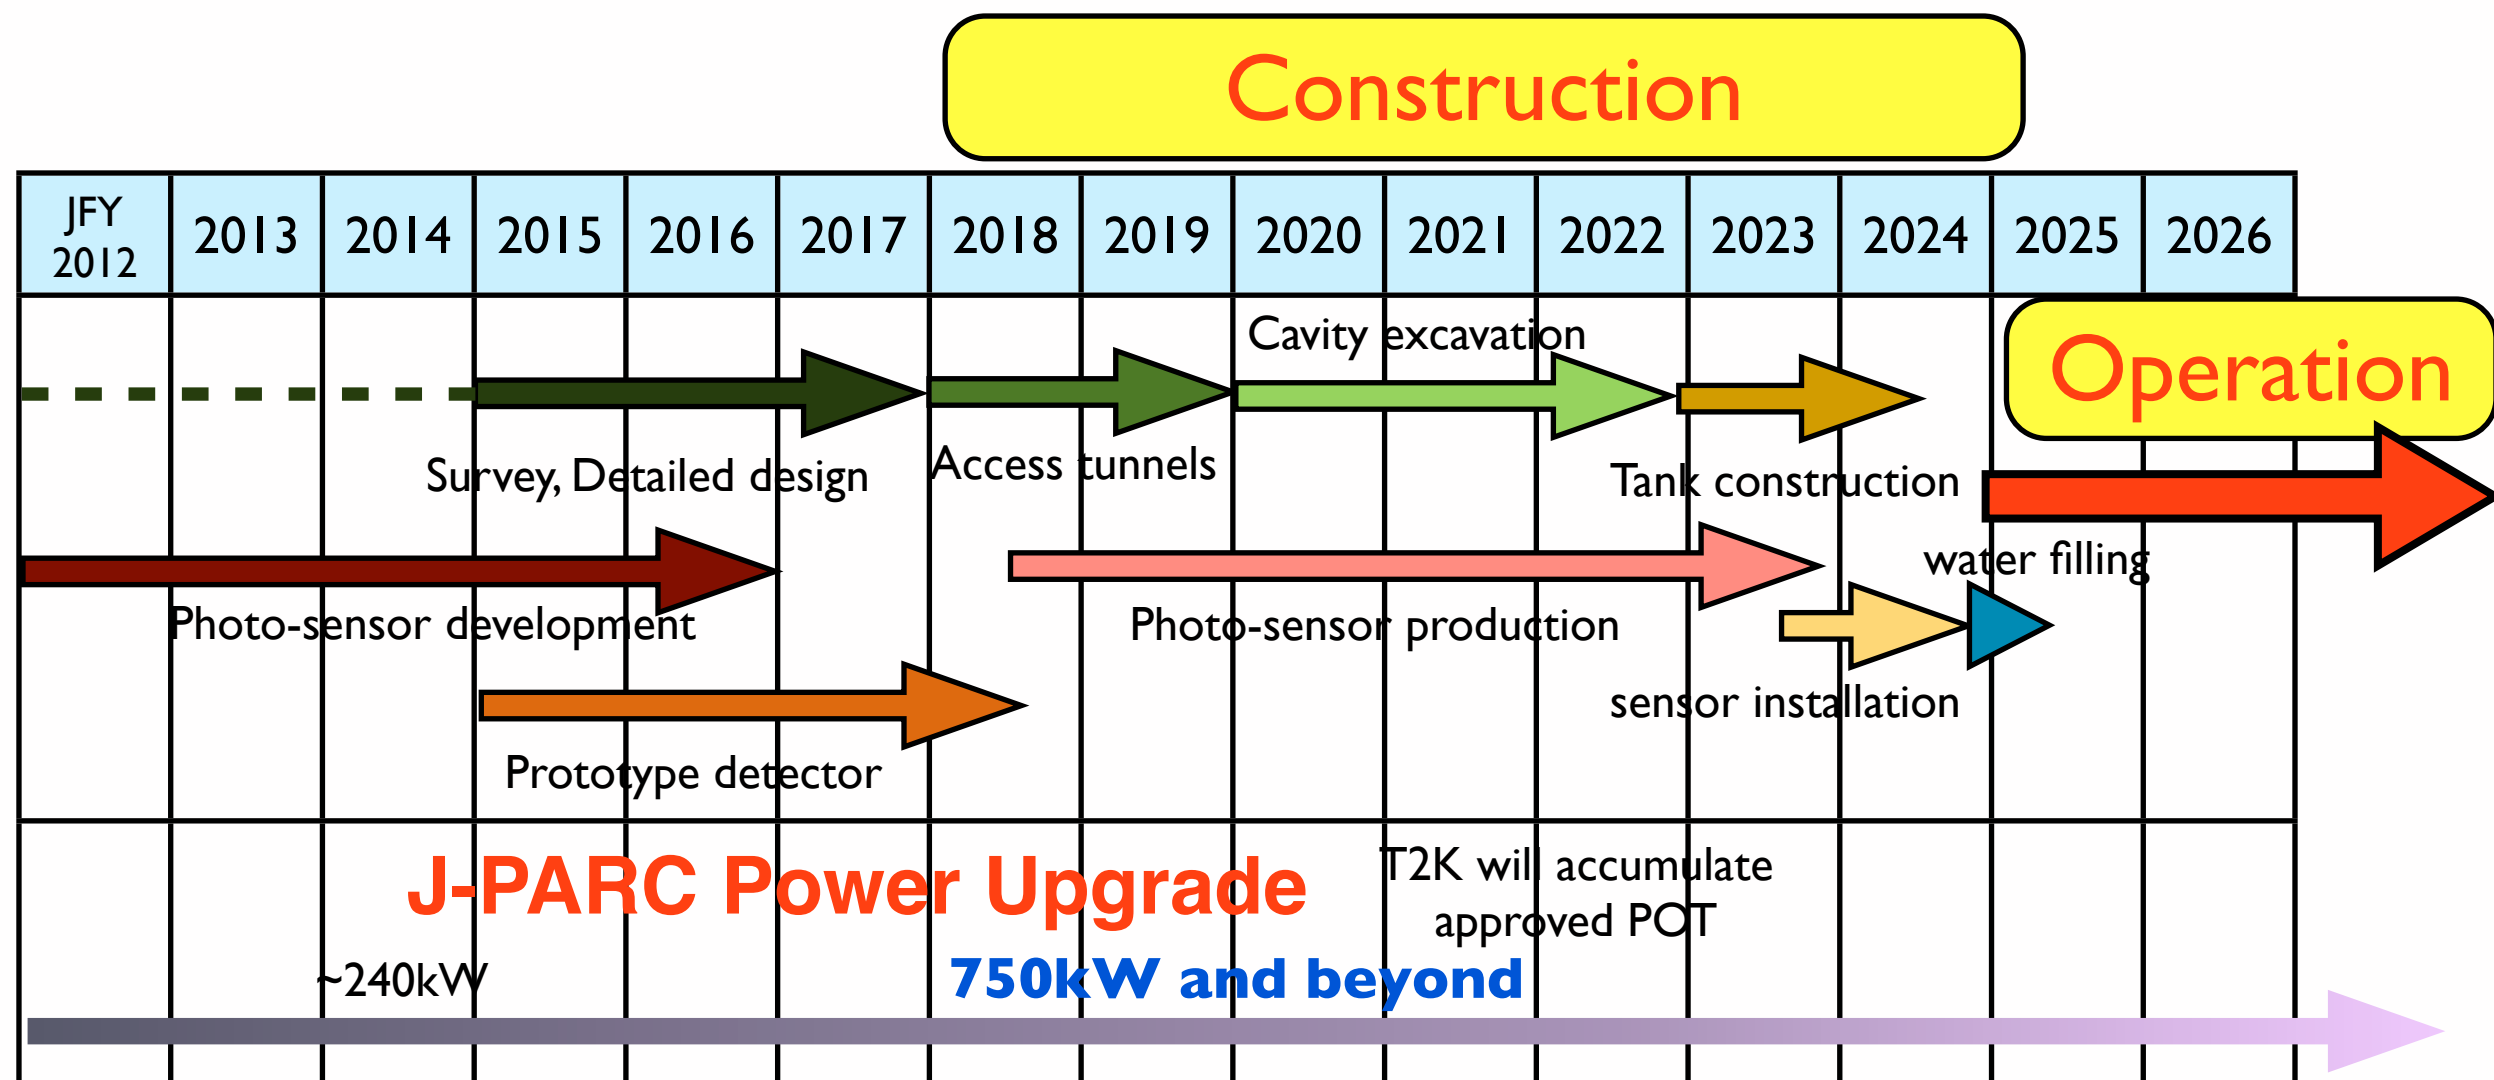 Construction
JFY
2012
2013
2014
2015
2016
2017
2018
2019
2020
2021
2022
2023
2024
2025
2026
Cavity excavation
Operation
Survey, Detailed design
Access tunnels
Tank construction
water filling
Photo-sensor development
Photo-sensor production
sensor installation
Prototype detector
J-PARC Power Upgrade
T2K will accumulate
approved POT
~240kW
750kW and beyond